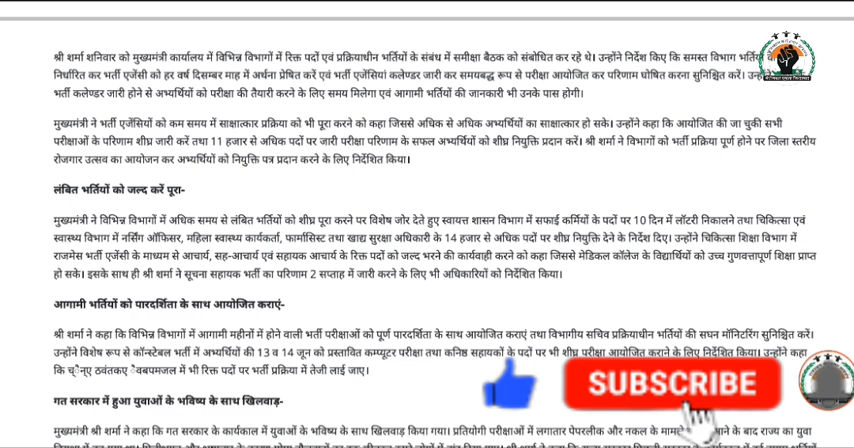 श्री शर्मा शनिवार को मुख्यमंत्री कार्यालय में विभिन्न विभागों में रिक्त पदों एवं प्रक्रियाधीन भर्तियों के संबंध में समीक्षा बैठक को संबोधित कर रहे थे। उन्होंने निर्देश किए कि समस्त विभाग भर्तियां
निर्धारित कर भर्ती एजेंसी को हर वर्ष दिसम्बर माह में अर्थना प्रेषित करें एवं भर्ती एजेंसियां कलेण्डर जारी कर समयबद्ध रूप से परीक्षा आयोजित कर परिणाम घोषित करना सुनिश्चित करें।
भर्ती कलेण्डर जारी होने से अभ्यर्थियों को परीक्षा की तैयारी करने के लिए समय मिलेगा एवं आगामी भर्तियों की जानकारी भी उनके पास होगी।
मुख्यमंत्री ने भर्ती एजेंसियों को कम समय में साक्षात्कार प्रक्रिया को भी पूरा करने को कहा जिससे अधिक से अधिक अभ्यर्थियों का साक्षात्कार हो सके। उन्होंने कहा कि आयोजित की जा चुकी सभी
परीक्षाओं के परिणाम शीघ्र जारी करें तथा 11 हजार से अधिक पदों पर जारी परीक्षा परिणाम के सफल अभ्यर्थियों को शीघ्र नियुक्ति प्रदान करें। श्री शर्मा ने विभागों को भर्ती प्रक्रिया पूर्ण होने पर जिला स्तरीय
रोजगार उत्सव का आयोजन कर अभ्यर्थियों को नियुक्ति पत्र प्रदान करने के लिए निर्देशित किया।
लंबित भर्तियों को जल्द करें पूरा-
मुख्यमंत्री ने विभिन्न विभागों में अधिक समय से लंबित भर्तियों को शीघ्र पूरा करने पर विशेष जोर देते हुए स्वायत्त शासन विभाग में सफाई कर्मियों के पदों पर 10 दिन में लॉटरी निकालने तथा चिकित्सा एवं
स्वास्थ्य विभाग में नर्सिंग ऑफिसर, महिला स्वास्थ्य कार्यकर्ता, फार्मासिस्ट तथा खाद्य सुरक्षा अधिकारी के 14 हजार से अधिक पदों पर शीघ्र नियुक्ति देने के निर्देश दिए। उन्होंने चिकित्सा शिक्षा विभाग में
राजमेस भर्ती एजेंसी के माध्यम से आचार्य, सह-आचार्य एवं सहायक आचार्य के रिक्त पदों को जल्द भरने की कार्यवाही करने को कहा जिससे मेडिकल कॉलेज के विद्यार्थियों को उच्च गुणवत्तापूर्ण शिक्षा प्राप्त
हो सके। इसके साथ ही श्री शर्मा ने सूचना सहायक भर्ती का परिणाम 2 सप्ताह में जारी करने के लिए भी अधिकारियों को निर्देशित किया।
आगामी भर्तियों को पारदर्शिता के साथ आयोजित कराएं-
श्री शर्मा ने कहा कि विभिन्न विभागों में आगामी महीनों में होने वाली भर्ती परीक्षाओं को पूर्ण पारदर्शिता के साथ आयोजित कराएं तथा विभागीय सचिव प्रक्रियाधीन भर्तियों की सघन मॉनिटरिंग सुनिश्चित करें।
उन्होंने विशेष रूप से कॉन्स्टेबल भर्ती में अभ्यर्थियों की 13 व 14 जून को प्रस्तावित कम्प्यूटर परीक्षा तथा कनिष्ठ सहायकों के पदों पर भी शीघ्र परीक्षा आयोजित कराने के लिए निर्देशित किया। उन्होंने कहा
कि च्ैन्ए ठवंतकए ैवबपमजल में भी रिक्त पदों पर भर्ती प्रक्रिया में तेजी लाई जाए।
SUBSCRIBE
गत सरकार में हुआ युवाओं के भविष्य के साथ खिलवाड़-
मुख्यमंत्री श्री शर्मा ने कहा कि गत सरकार के कार्यकाल में युवाओं के भविष्य के साथ खिलवाड़ किया गया। प्रतियोगी परीक्षाओं में लगातार पेपरलीक और नकल के के बाद राज्य का युवा